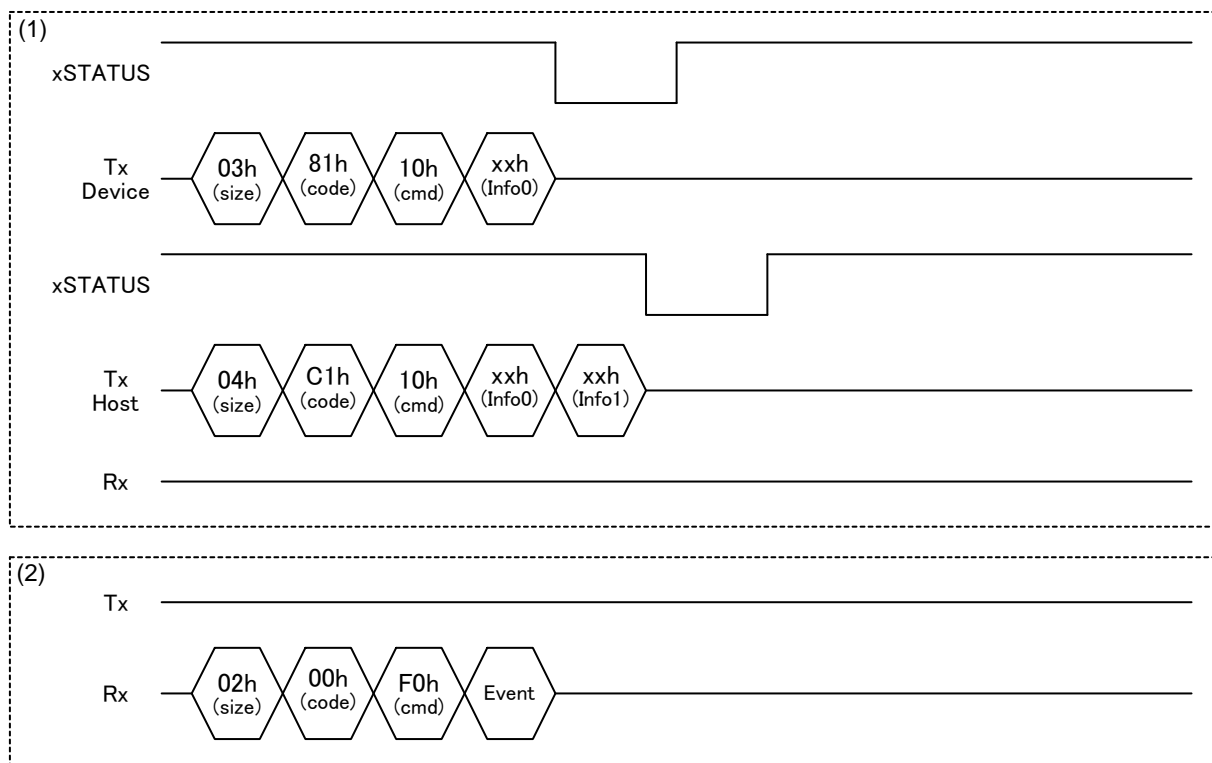 (1)
xSTATUS
Tx
Device
03h
(size)
81h
(code)
10h
(cmd)
xxh
(Info0)
xSTATUS
Tx
Host
04h
(size)
C1h
(code)
10h
(cmd)
xxh
(Info0)
xxh
(Info1)
Rx
(2)
Tx
Rx
02h
(size)
00h
(code)
F0h
(cmd)
Event